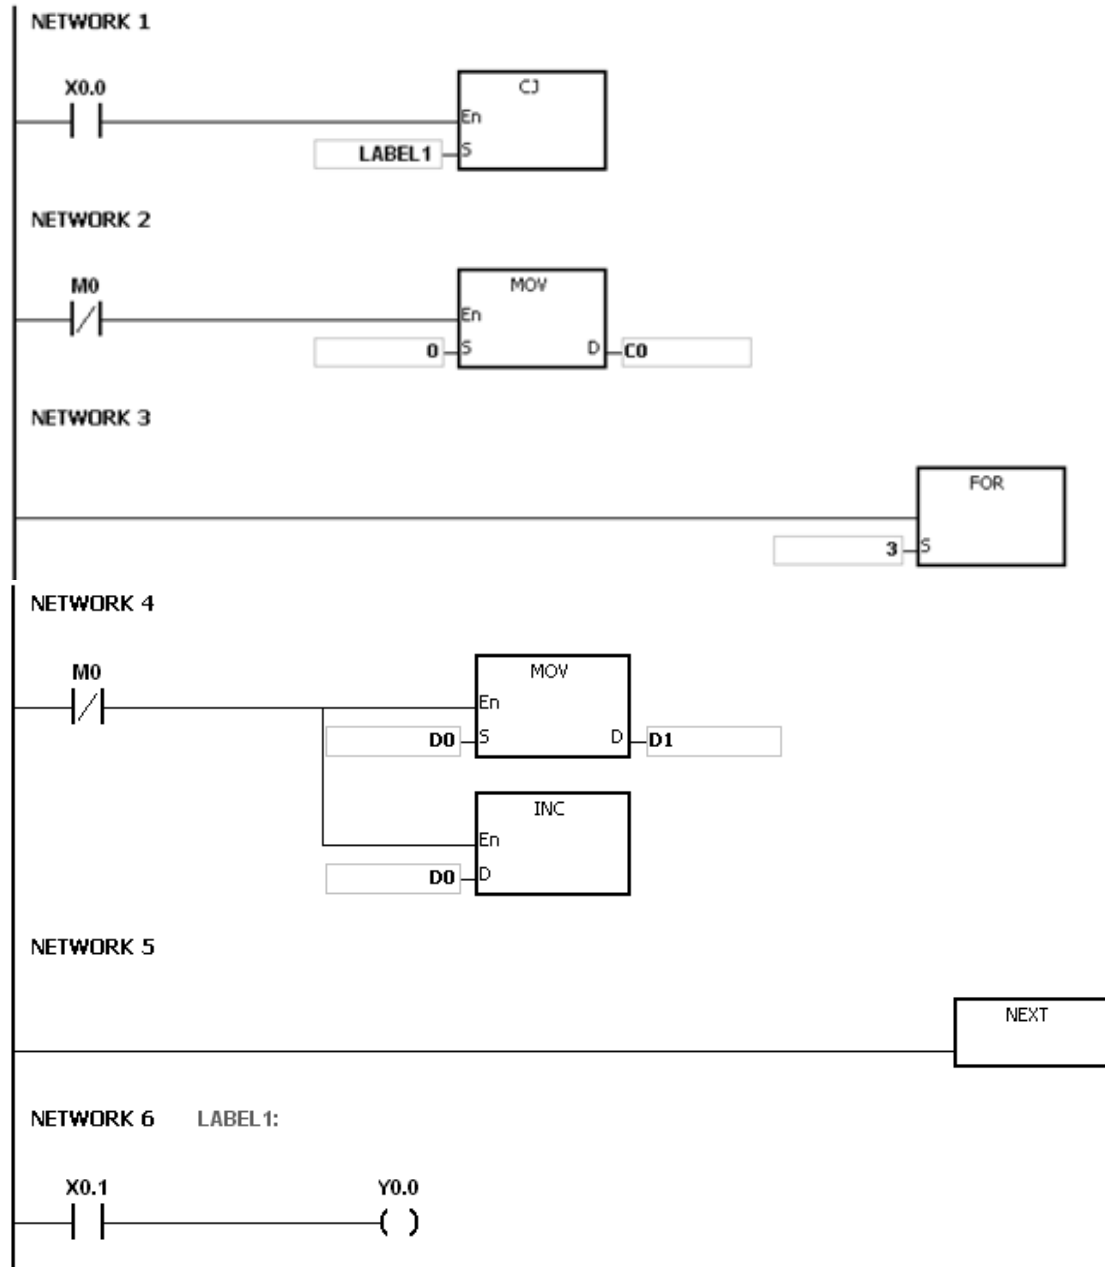 NETWORK 1
X0.0
CJ
En
LABEL1 S
NETWORK 2
M0
MOV
En
0 S D C0
NETWORK 3
FOR
3 S
NETWORK 4
M0
MOV
En
D0 S D D1
INC
En
D0 D
NETWORK 5
NEXT
NETWORK 6 LABEL1:
X0.1 Y0.0